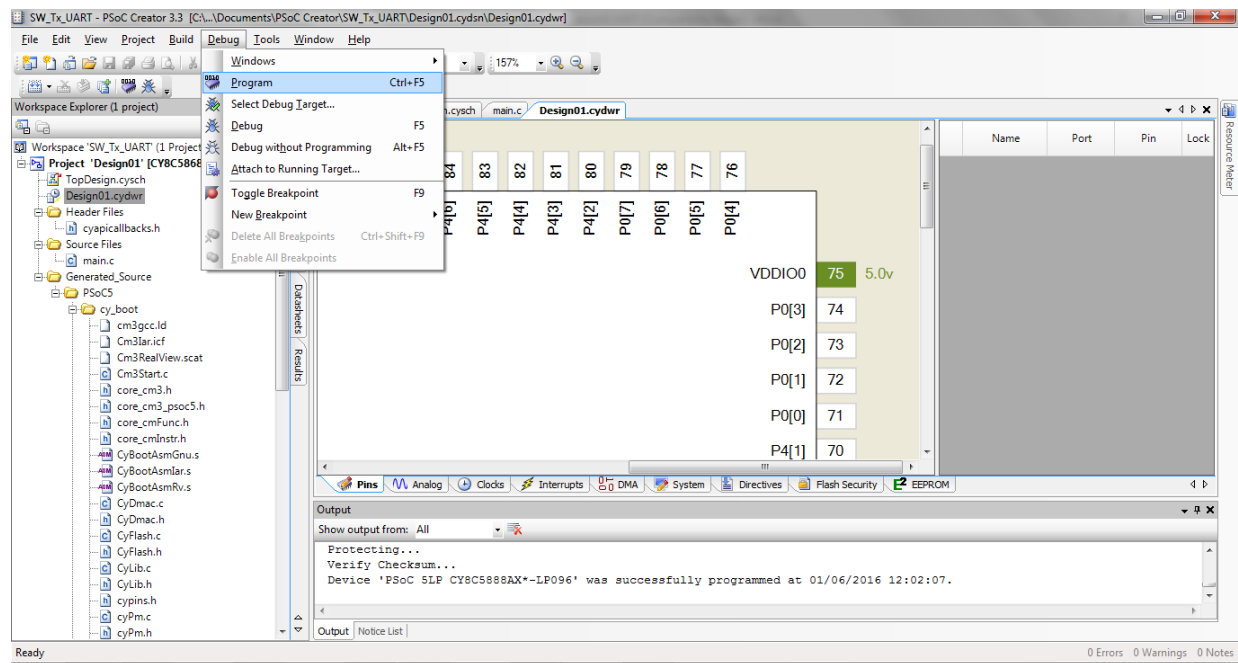 SW_Tx_UART - PSoC Creator 3.3 [C:\...\Documents\PSoC Creator\SW_Tx_UART\Design01.cydsn\Design01.cydwr]
File Edit View Project Build Debug Tools Window Help
157%
Windows
Program Ctrl+F5
Select Debug Target...
Debug F5
Debug without Programming Alt+F5
Attach to Running Target...
Toggle Breakpoint F9
New Breakpoint
Delete All Breakpoints Ctrl+Shift+F9
Enable All Breakpoints
Workspace Explorer (1 project)
Workspace 'SW_Tx_UART' (1 Project
Project 'Design01' [CY8C5868
TopDesign.cysch
Design01.cydwr
Header Files
cyapicallbacks.h
Source Files
main.c
Generated_Source
PSoC5
cy_boot
cm3gcc.ld
Cm3Iar.icf
Cm3RealView.scat
Cm3Start.c
core_cm3.h
core_cm3_psoc5.h
core_cmFunc.h
core_cmInstr.h
CyBootAsmGnu.s
CyBootAsmIar.s
CyBootAsmRv.s
CyDmac.c
CyDmac.h
CyFlash.c
CyFlash.h
CyLib.c
CyLib.h
cypins.h
cyPm.c
cyPm.h
Datasheets
Results
n.cysch main.c Design01.cydwr
84 83 82 81 80 79 78 77 76
P4[6] P4[5] P4[4] P4[3] P4[2] P0[7] P0[6] P0[5] P0[4]
VDDIO0 75 5.0v
P0[3] 74
P0[2] 73
P0[1] 72
P0[0] 71
P4[1] 70
Name Port Pin Lock
Resource Meter
Pins Analog Clocks Interrupts DMA System Directives Flash Security EEPROM
Output
Show output from: All
Protecting...
Verify Checksum...
Device 'PSoC 5LP CY8C5888AX*-LP096' was successfully programmed at 01/06/2016 12:02:07.
Output Notice List
Ready 0 Errors 0 Warnings 0 Notes